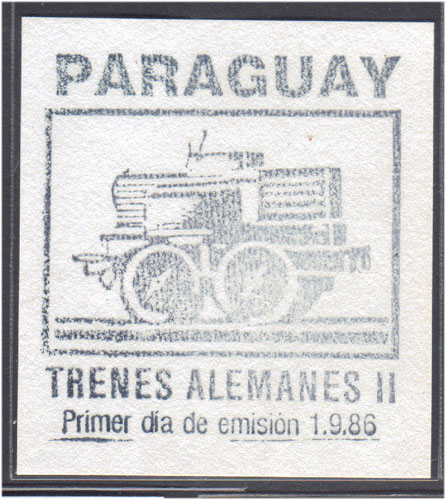 PARAGUAY
TRENES ALEMANES II
Primer día de emisión 1.9.86